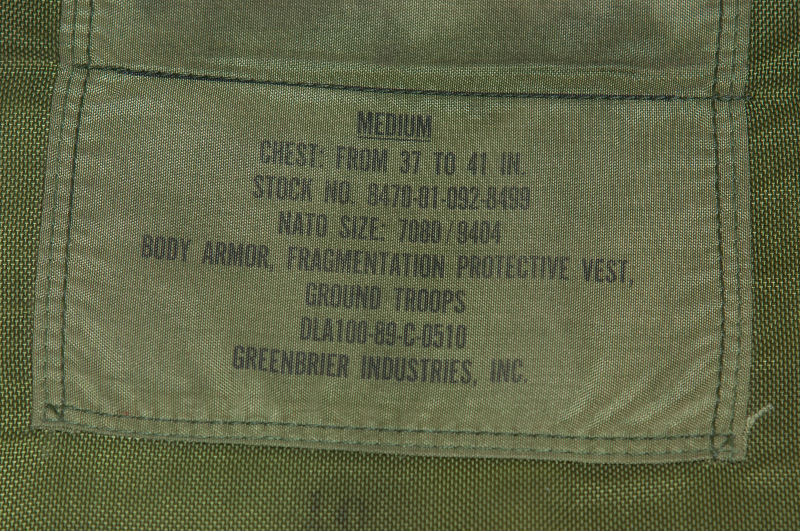 MEDIUM
CHEST: FROM 37 TO 41 IN.
STOCK NO. 8470-01-092-8499
NATO SIZE: 7080/9404
BODY ARMOR, FRAGMENTATION PROTECTIVE VEST,
GROUND TROOPS
DLA100-89-C-0510
GREENBRIER INDUSTRIES, INC.